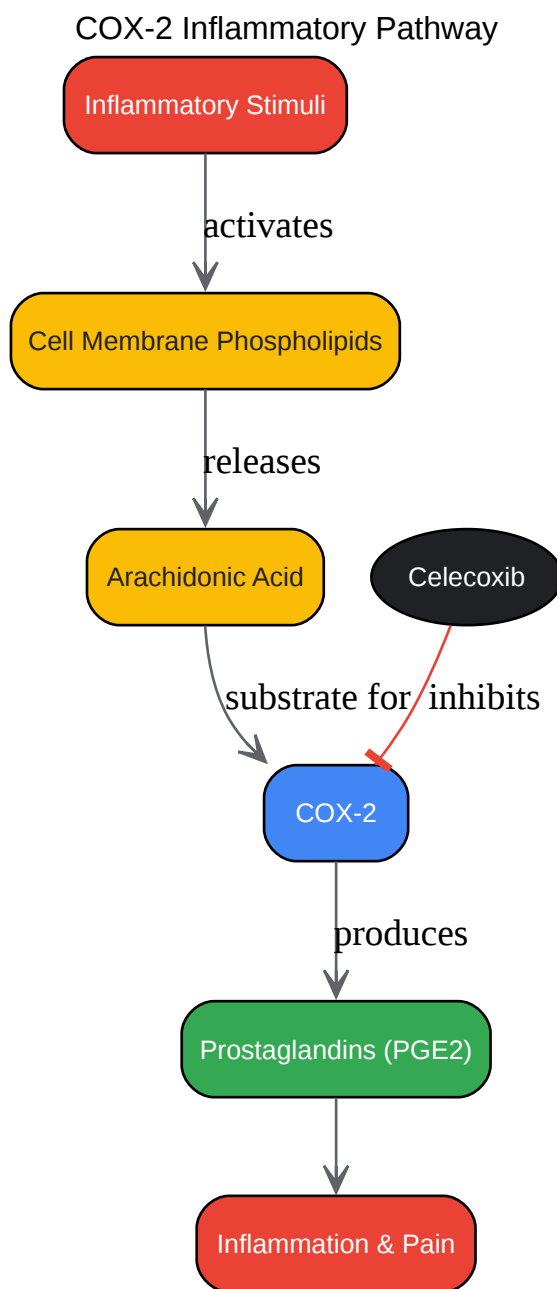 COX-2 Inflammatory Pathway
Inflammatory Stimuli
activates
Cell Membrane Phospholipids
releases
Arachidonic Acid
Celecoxib
substrate for
inhibits
COX-2
produces
Prostaglandins (PGE2)
Inflammation & Pain